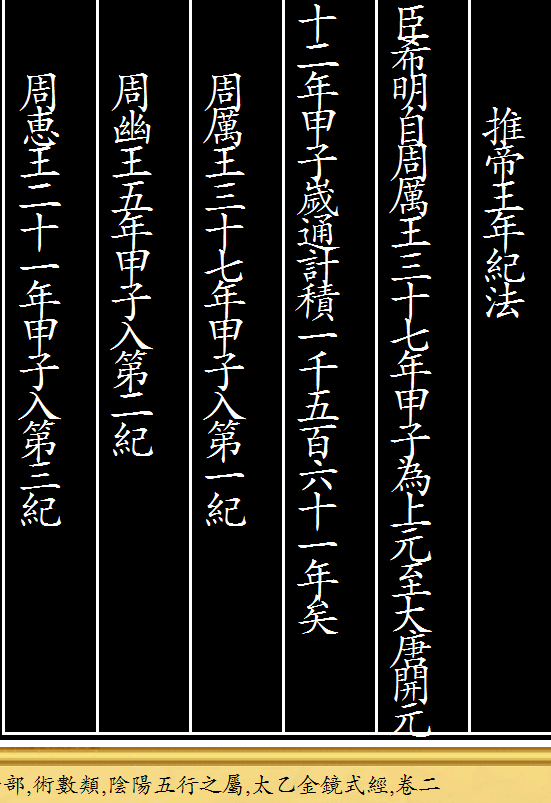 推帝王年紀法
臣希明自周厲王三十七年甲子為上元至大唐開元
十二年甲子歲通計積一千五百六十一年矣
周厲王三十七年甲子入第一紀
周幽王五年甲子入第二紀
周惠王二十一年甲子入第三紀
部,術數類,陰陽五行之屬,太乙金鏡式經,卷二